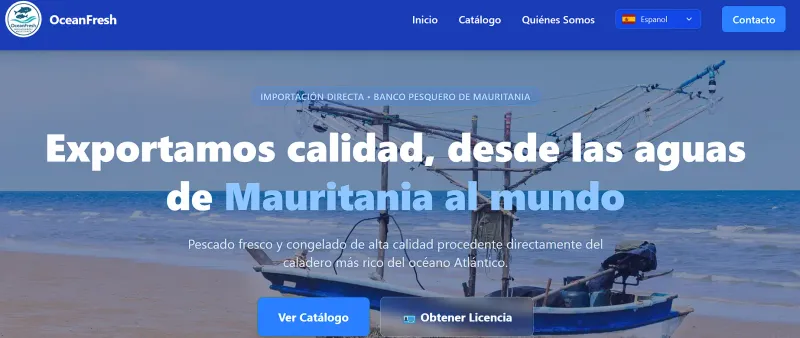 OceanFresh
OceanFresh
Inicio
Catálogo
Quiénes Somos
Espanol
Contacto
IMPORTACIÓN DIRECTA • BANCO PESQUERO DE MAURITANIA
Exportamos calidad, desde las aguas
de Mauritania al mundo
Pescado fresco y congelado de alta calidad procedente directamente del
caladero más rico del océano Atlántico.
Ver Catálogo
Obtener Licencia